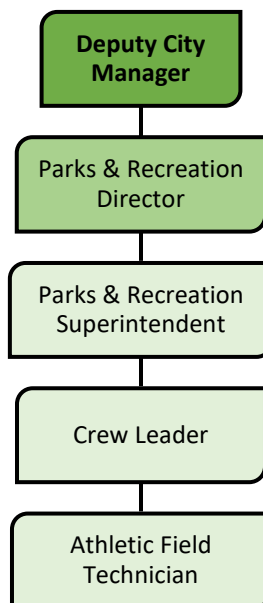 Deputy City
Manager
Parks & Recreation
Director
Parks & Recreation
Superintendent
Crew Leader
Athletic Field
Technician